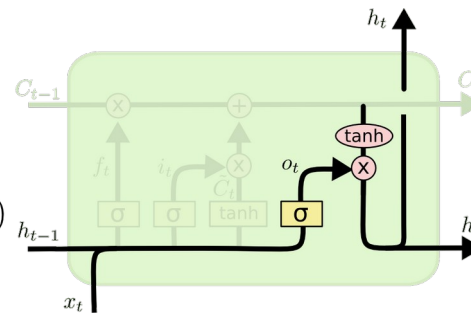 h_t
C_{t-1}
C
x
+
tanh
f_t
i_t
x
o_t
x
C̃_t
σ
σ
tanh
σ
)
h_{t-1}
h
x_t